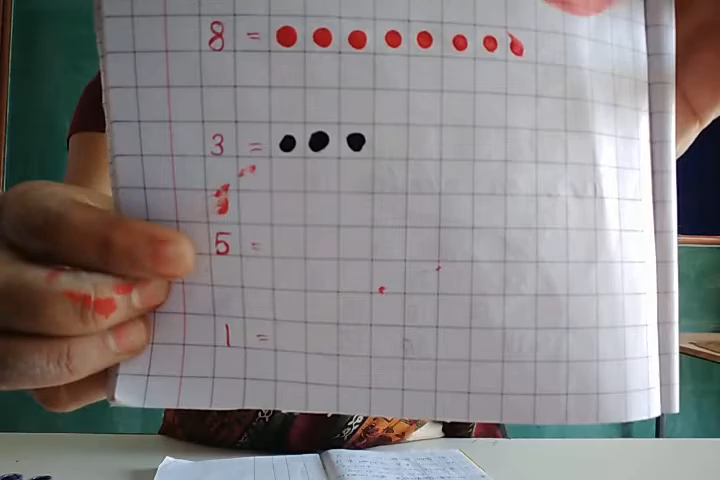 8 = ● ● ● ● ● ● ● ●
3 = ● ● ●
5 =
1 =